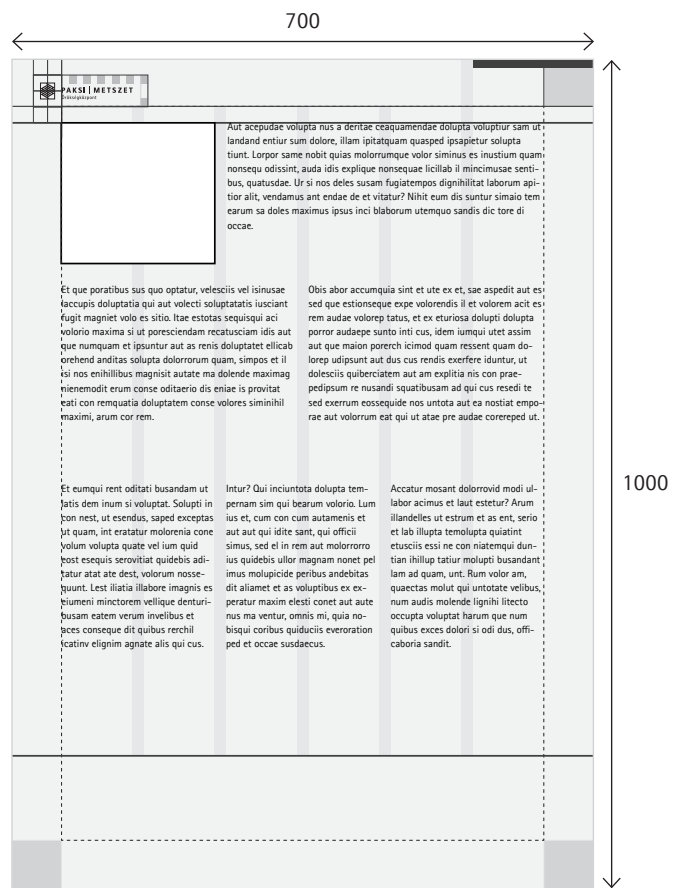 700
PAKSI | METSZET
Örökségközpont
Aut acepudae volupta nus a deritae ceaquamendae dolupta voluptiur sam ut
landand entiur sum dolore, illam ipitatquam quasped ipsapietur solupta
tiunt. Lorpor same nobit quias molorrumque volor siminus es inustium quam
nonsequ odissint, auda idis explique nonsequae licillab il mincimusae senti-
bus, quatusdae. Ur si nos deles susam fugiatempos dignihilitat laborum api-
tior alit, vendamus ant endae de et vitatur? Nihit eum dis suntur simaio tem
earum sa doles maximus ipsus inci blaborum utemquo sandis dic tore di
occae.
Et que poratibus sus quo optatur, velesciis vel isinusae
laccupis doluptatia qui aut volecti soluptatatis iusciant
fugit magniet volo es sitio. Itae estotas sequisqui aci
volorio maxima si ut poresciendam recatusciam idis aut
que numquam et ipsuntur aut as renis doluptatet ellicab
orehend anditas solupta dolorrorum quam, simpos et il
isi nos enihillibus magnisit autate ma dolende maximag
nienemodit erum conse oditaerio dis eniae is provitat
eati con remquatia doluptatem conse volores siminihil
maximi, arum cor rem.
Obis abor accumquia sint et ute ex et, sae aspedit aut es
sed que estionseque expe volorendis il et volorem acit es
rem audae volorep tatus, et ex eturiosa dolupti dolupta
porror audaepe sunto inti cus, idem iumqui utet assim
aut que maion porerch icimod quam ressent quam do-
lorep udipsunt aut dus cus rendis exerfere iduntur, ut
dolesciis quiberciatem aut am explitia nis con prae-
pedipsum re nusandi squatibusam ad qui cus resedi te
sed exerrum eossequide nos untota aut ea nostiat empo-
rae aut volorrum eat qui ut atae pre audae corereped ut.
Et eumqui rent oditati busandam ut
latis dem inum si voluptat. Solupti in
con nest, ut esendus, saped exceptas
ut quam, int eratatur molorenia cone
volum volupta quate vel ium quid
eost esequis serovitiat quidebis adi-
tatur atat ate dest, volorum nosse-
quunt. Lest iliatia illabore imagnis es
eiumeni minctorem vellique denturi-
busam eatem verum invelibus et
aces conseque dit quibus rerchil
icatinv elignim agnate alis qui cus.
Intur? Qui inciuntota dolupta tem-
pernam sim qui bearum volorio. Lum
ius et, cum con cum autamenis et
aut aut qui idite sant, qui officii
simus, sed el in rem aut molorrorro
ius quidebis ullor magnam nonet pel
imus molupicide peribus andebitas
dit aliamet et as voluptibus ex ex-
peratur maxim elesti conet aut aute
nus ma ventur, omnis mi, quia no-
bisqui coribus quiduciis everoration
ped et occae susdaecus.
Accatur mosant dolorrovid modi ul-
labor acimus et laut estetur? Arum
illandelles ut estrum et as ent, serio
et lab illupta temolupta quiatint
etusciis essi ne con niatemqui dun-
tian ihillup tatiur molupti busandant
lam ad quam, unt. Rum volor am,
quaectas molut qui untotate velibus,
num audis molende lignihi litecto
occupta voluptat harum que num
quibus exces dolori si odi dus, offi-
caboria sandit.
1000